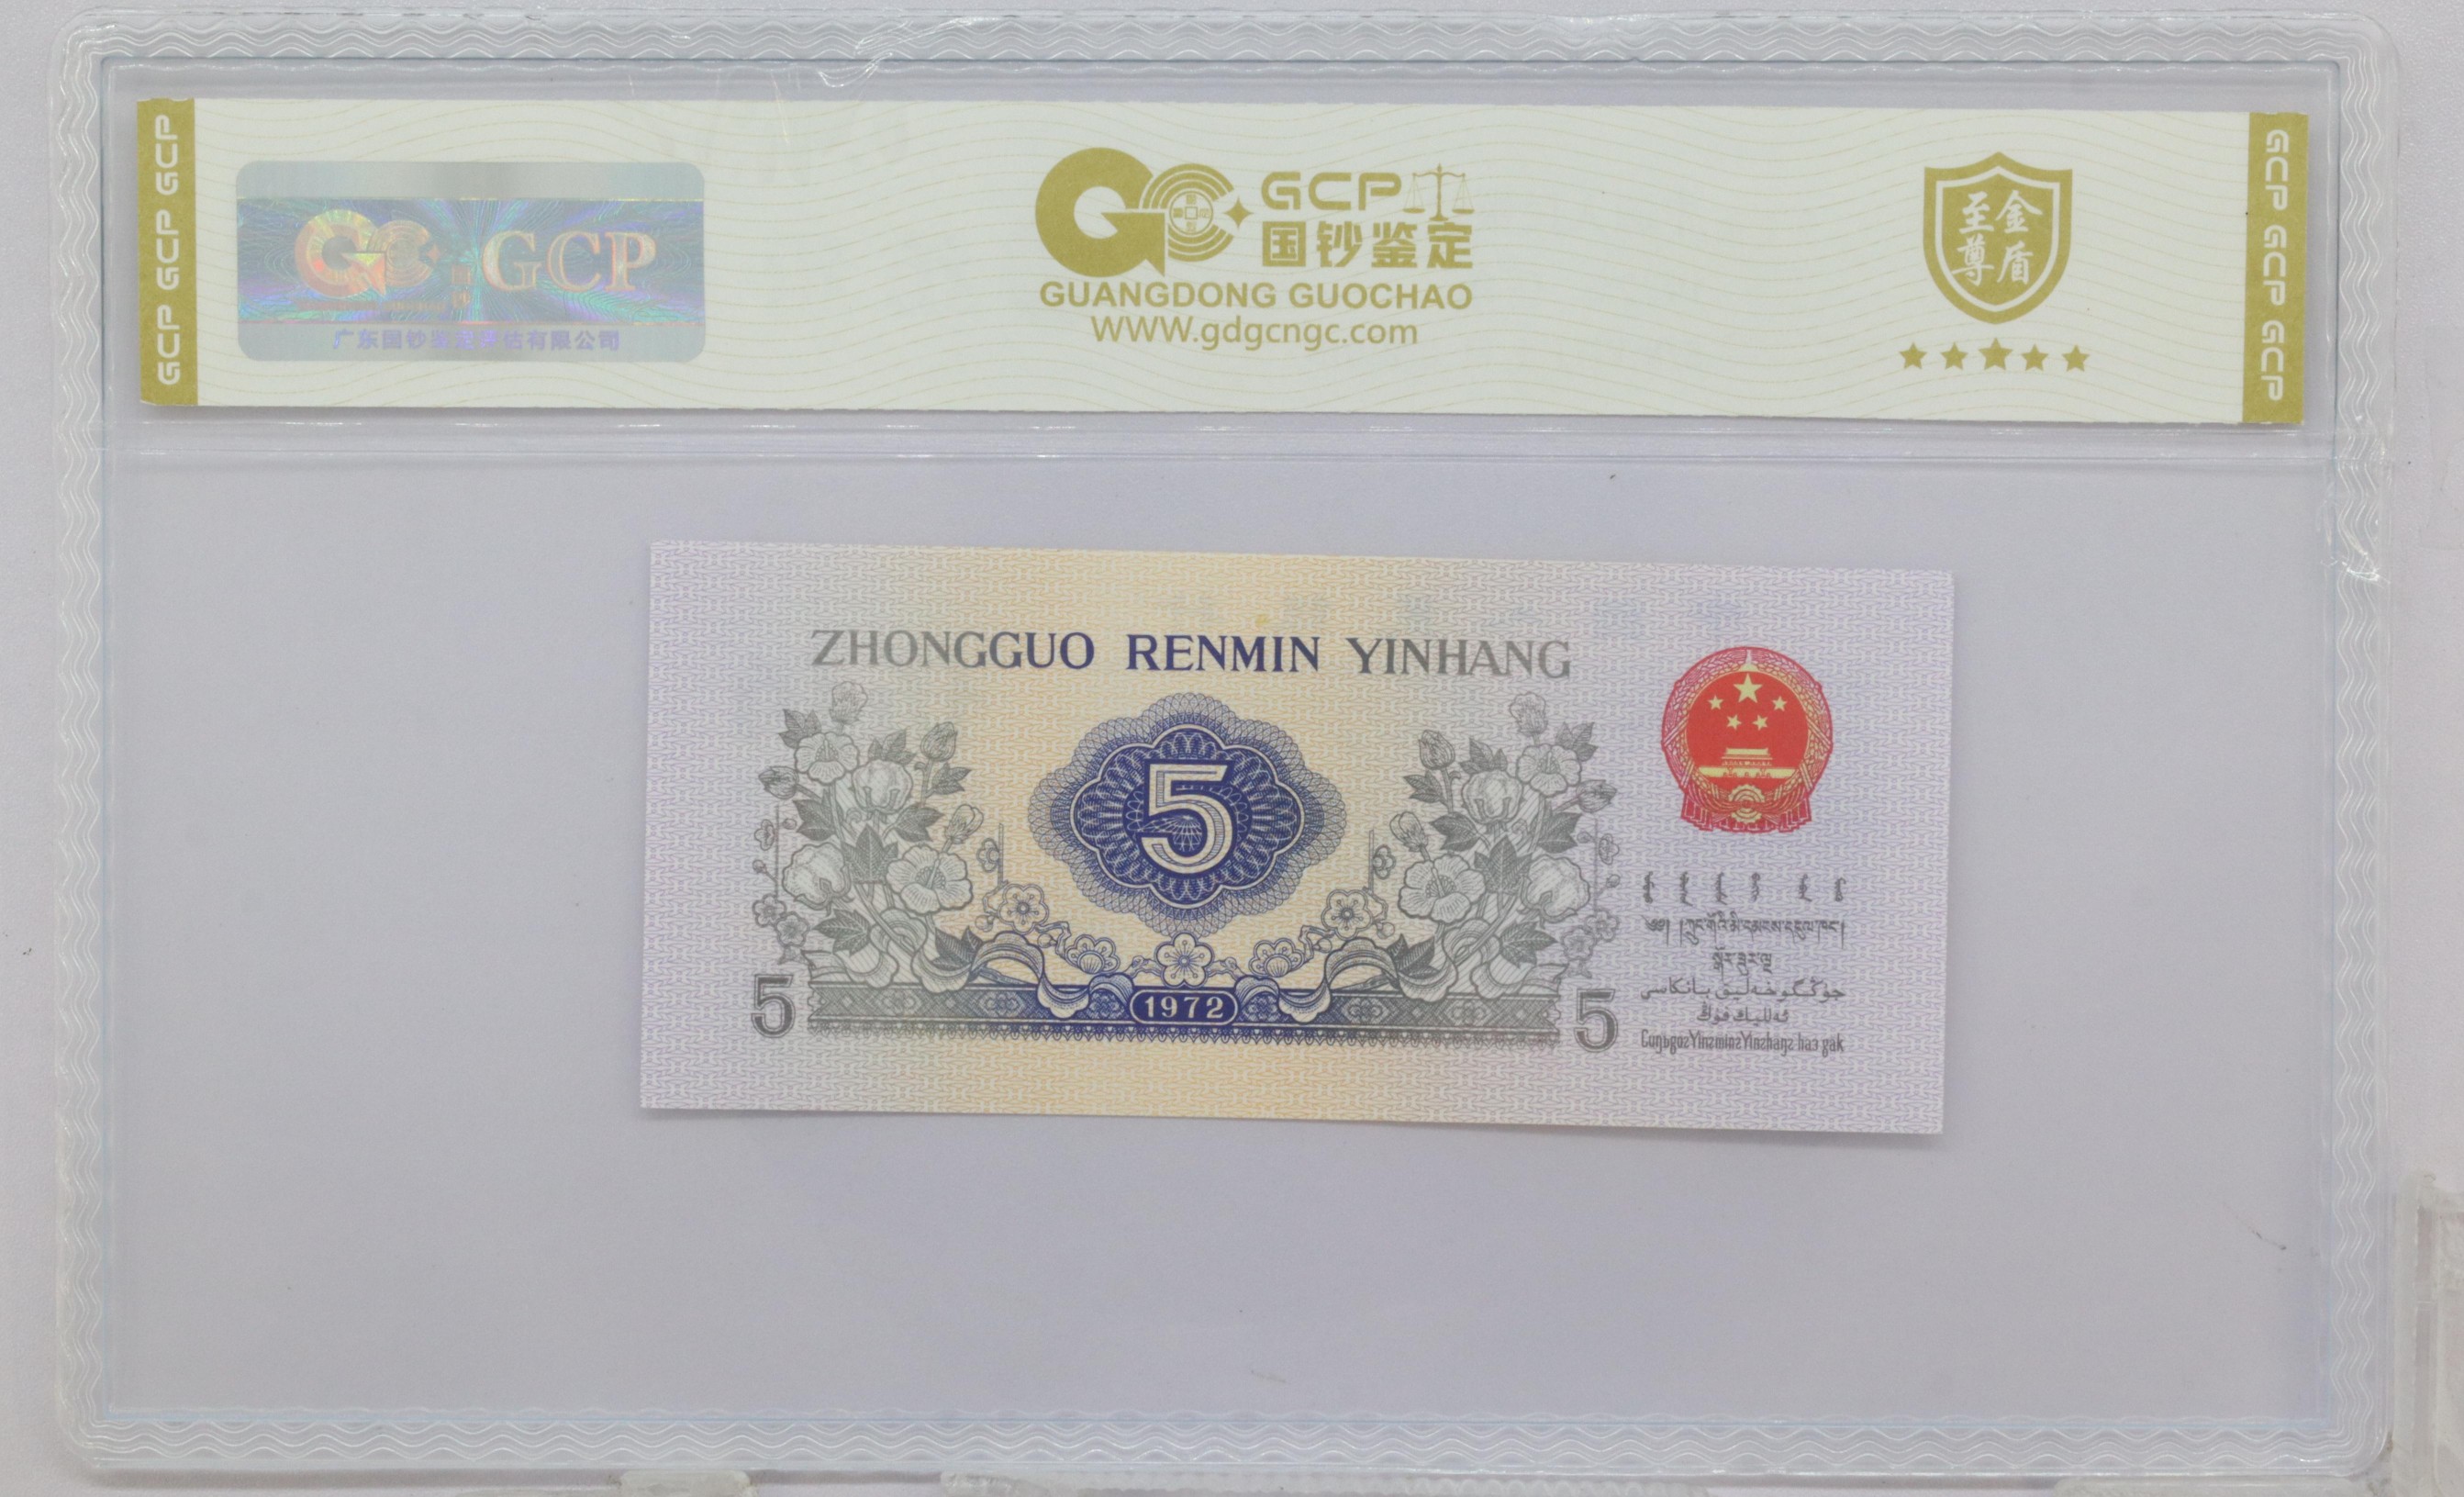 GCP GCP GCP
GCP
广东国钞鉴定评估有限公司
GCP
国钞鉴定
GUANGDONG GUOCHAO
WWW.gdgcngc.com
至尊金盾
GCP GCP GCP
ZHONGGUO RENMIN YINHANG
5
1972
5
5
جۇڭگوخەلىق بانكاسى